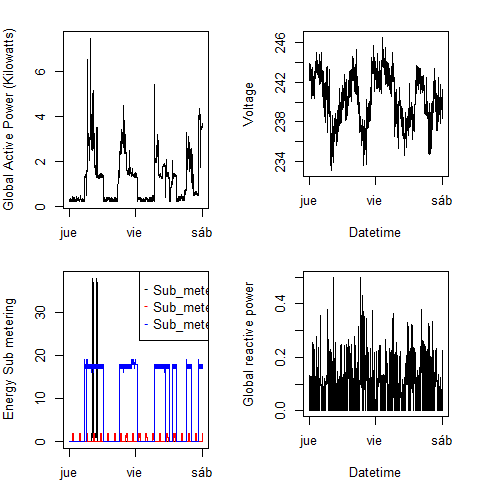 Global Active Power (Kilowatts)
0 2 4 6
jue vie sáb
Voltage
234 238 242 246
jue vie sáb
Datetime
Energy Sub metering
0 10 20 30
Sub_mete
Sub_mete
Sub_mete
jue vie sáb
Global reactive power
0.0 0.2 0.4
jue vie sáb
Datetime